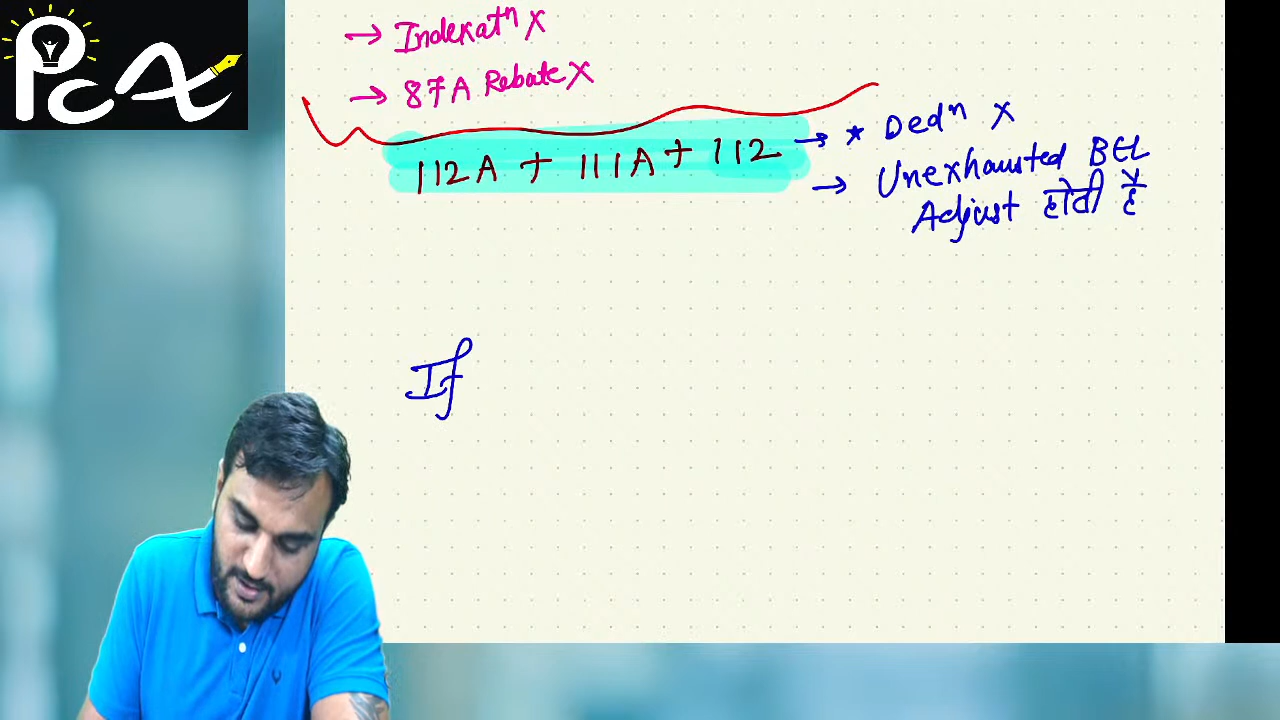 PCA
→ Indexatⁿ X
→ 87A Rebate X
112A + 111A + 112
→ * Dedⁿ X
→ Unexhausted BEL
Adjust होती है
If